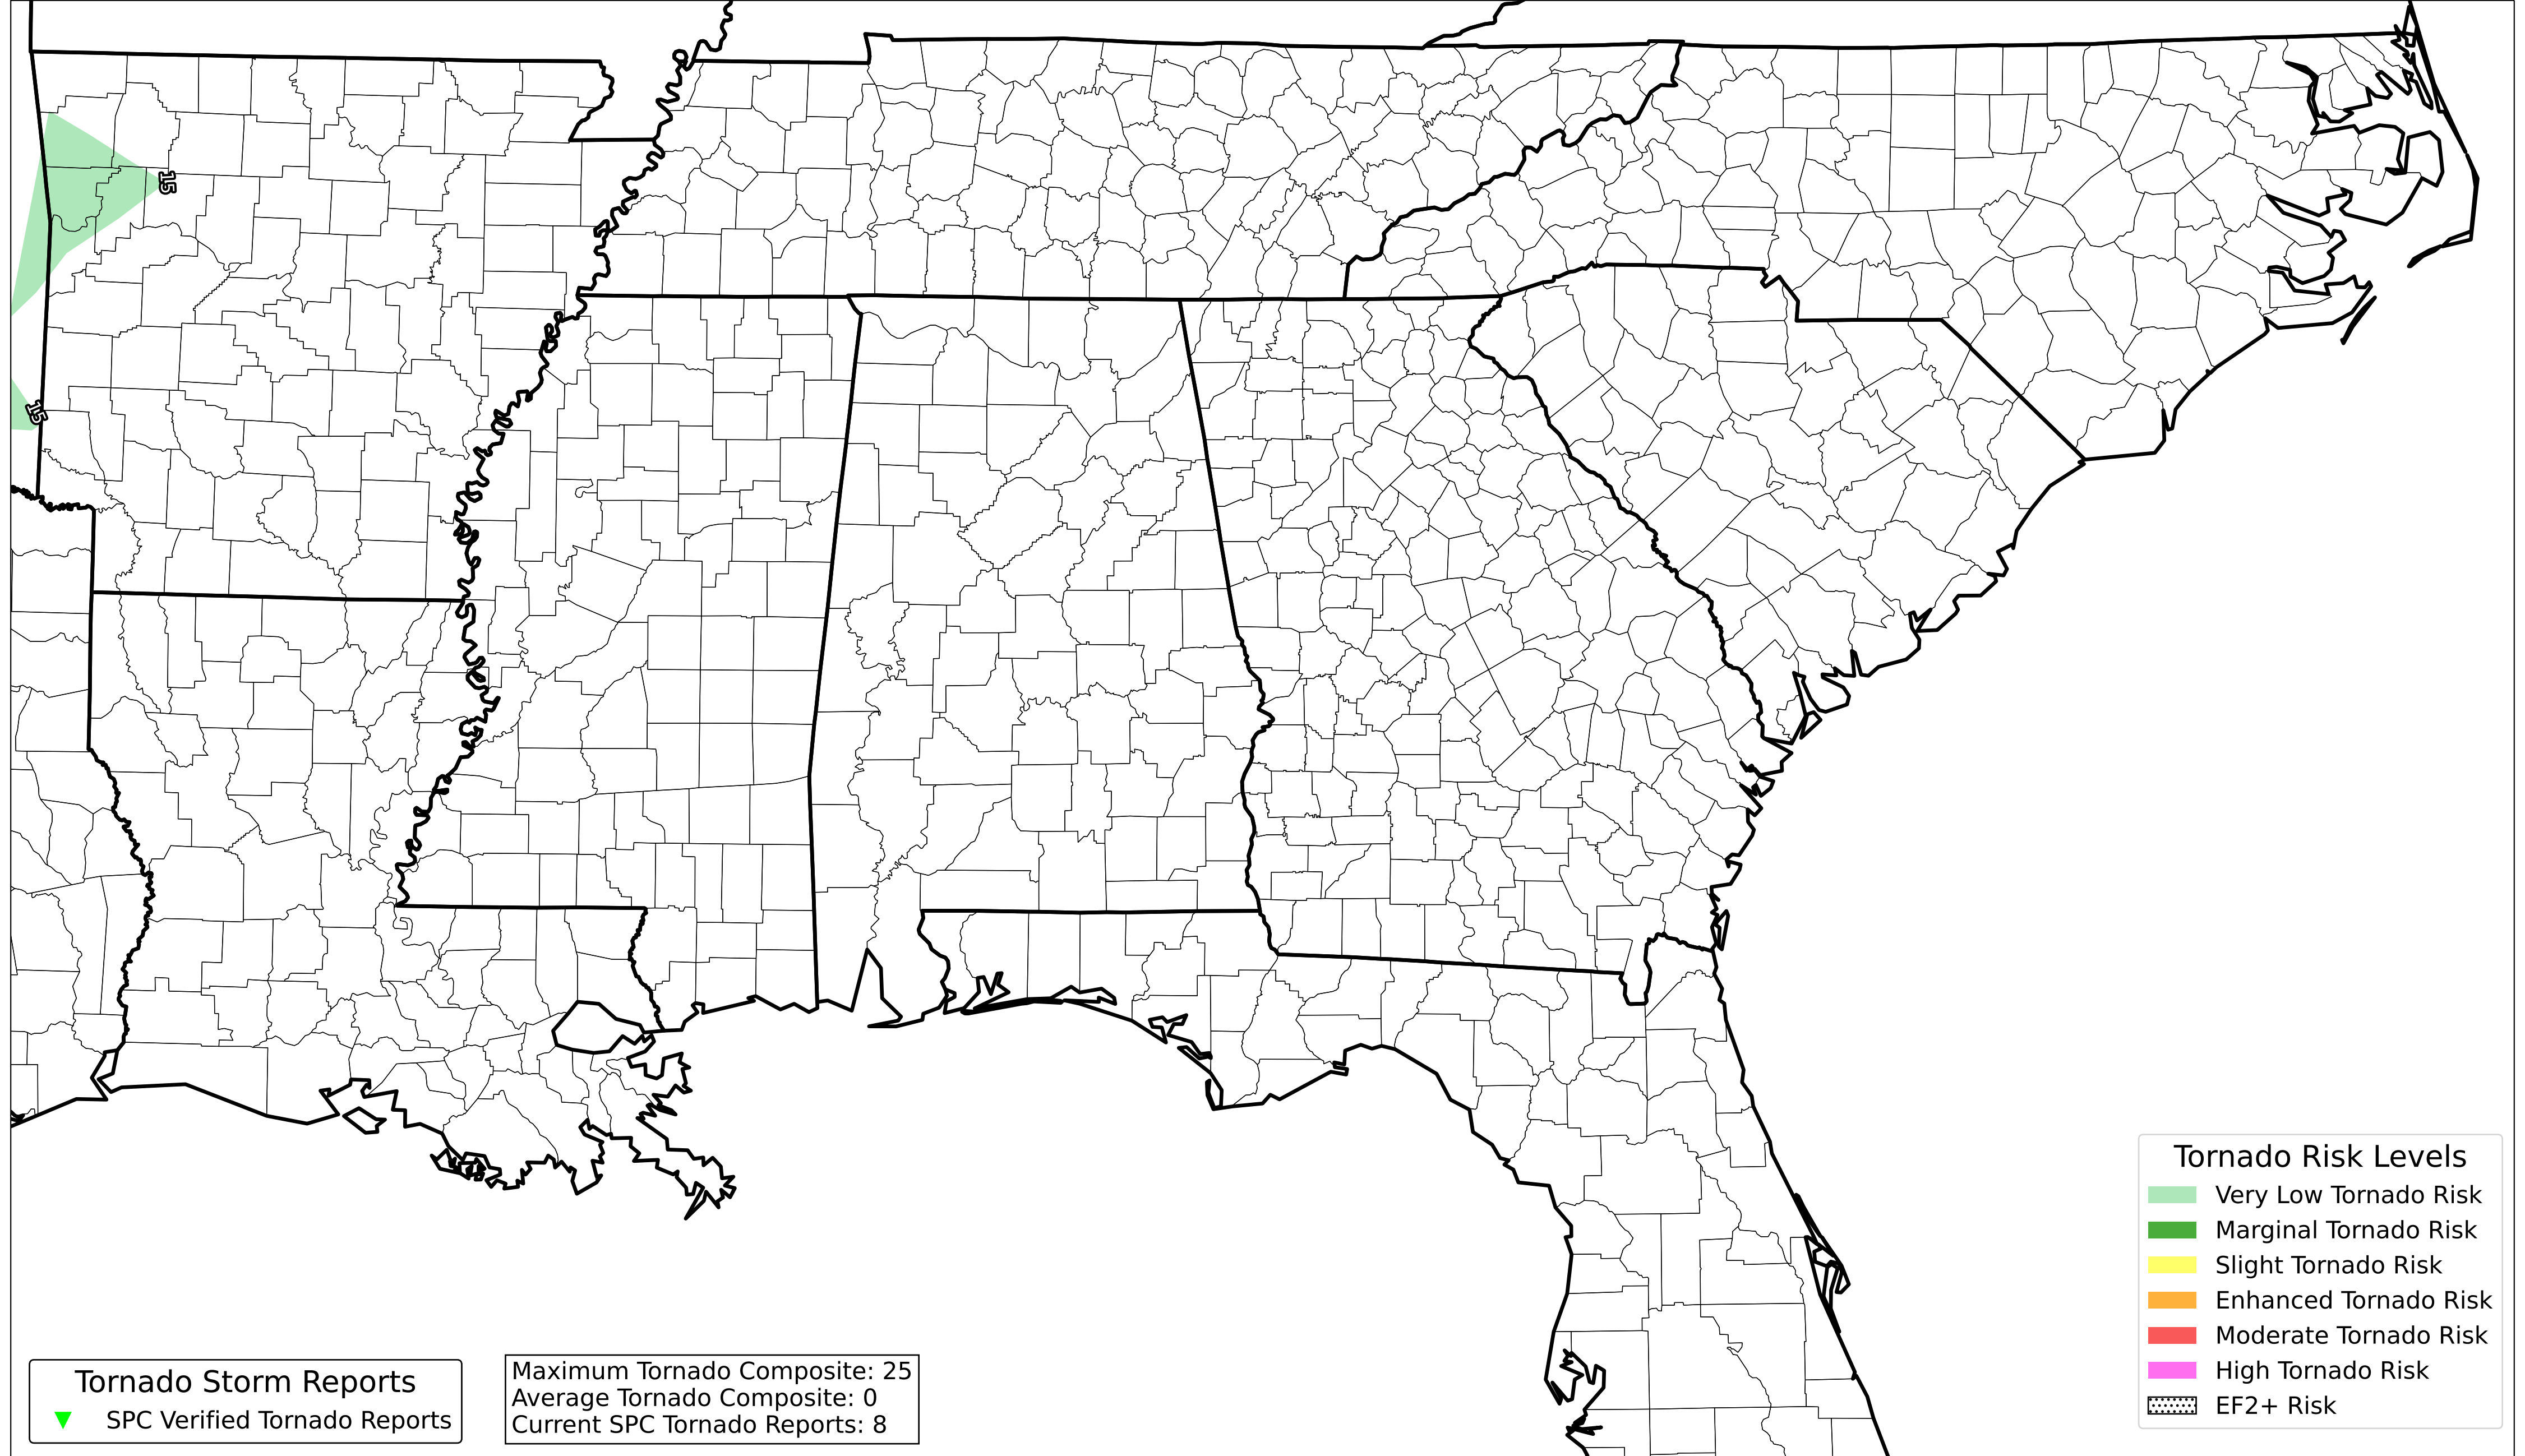 15
15
Tornado Risk Levels
Very Low Tornado Risk
Marginal Tornado Risk
Slight Tornado Risk
Enhanced Tornado Risk
Moderate Tornado Risk
High Tornado Risk
EF2+ Risk
Tornado Storm Reports
SPC Verified Tornado Reports
Maximum Tornado Composite: 25
Average Tornado Composite: 0
Current SPC Tornado Reports: 8